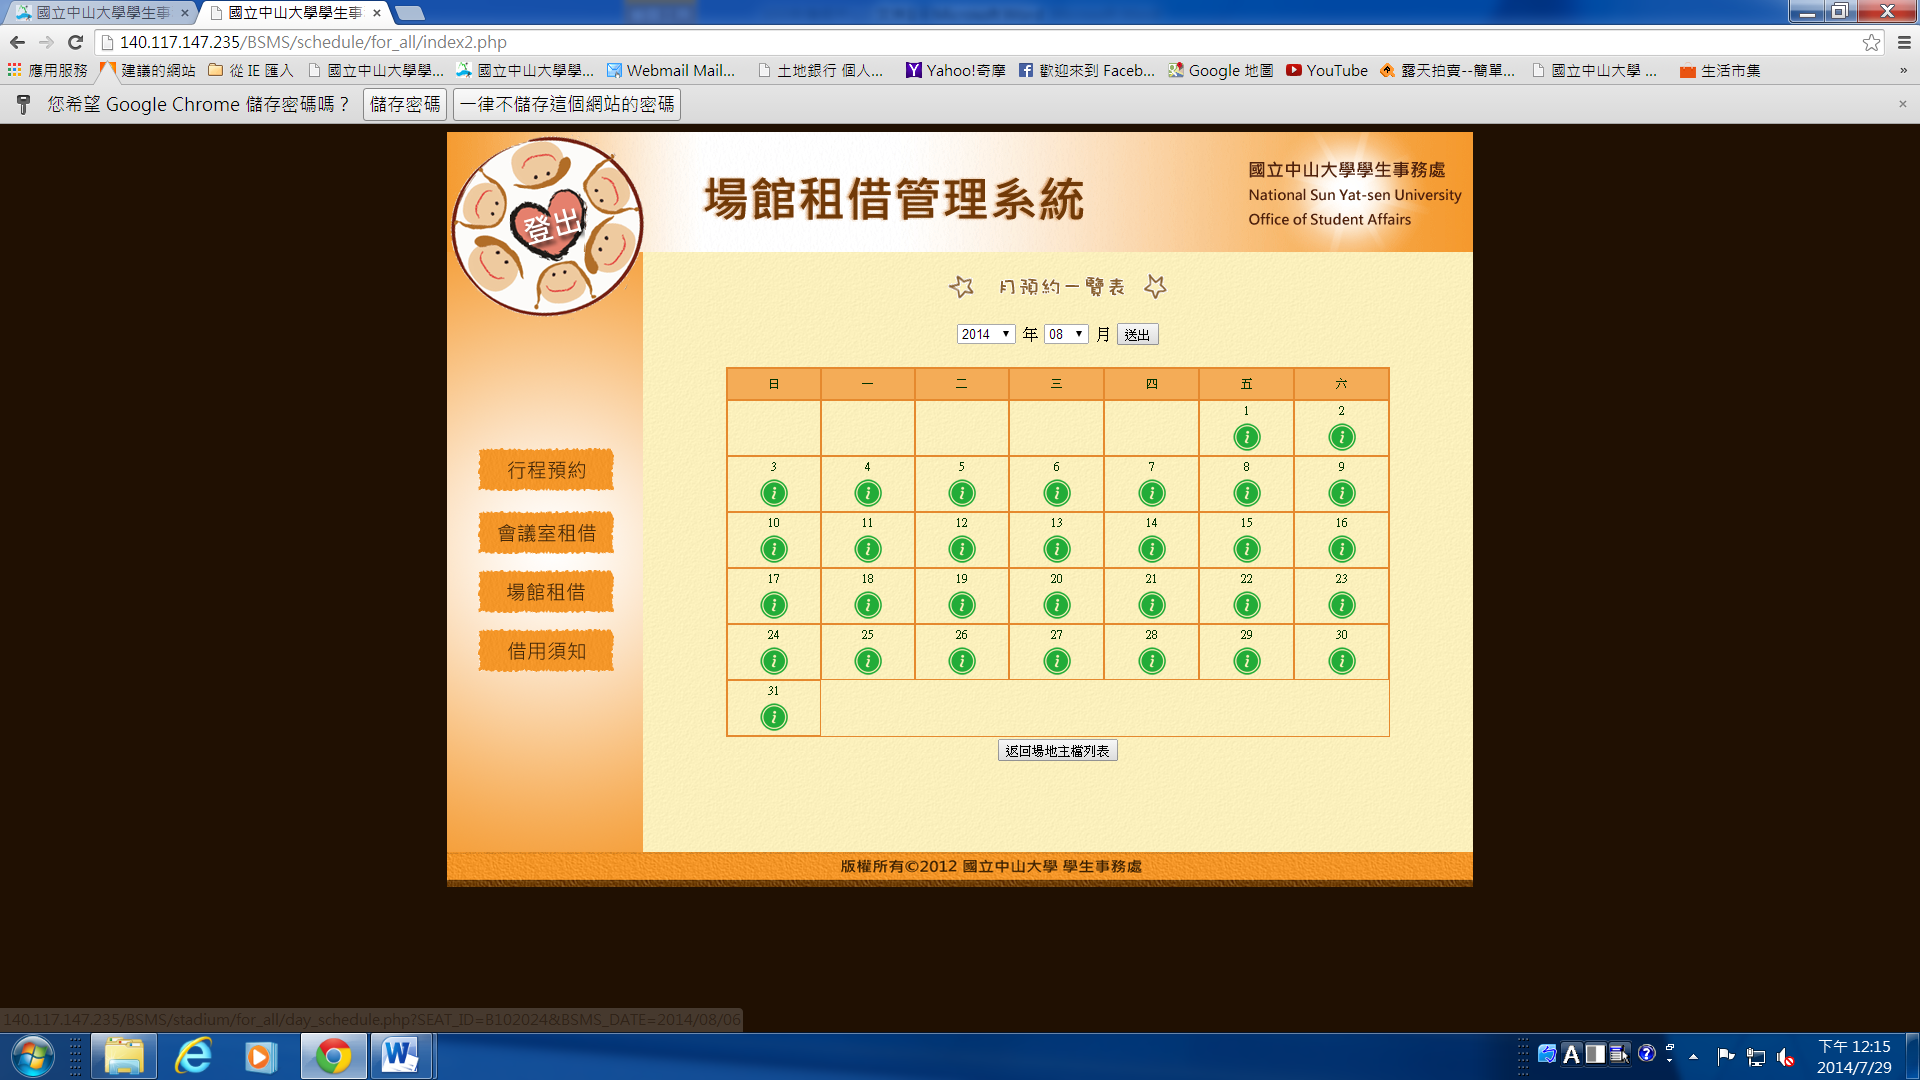 國立中山大學學生事
國立中山大學學生事
140.117.147.235/BSMS/schedule/for_all/index2.php
應用服務 建議的網站 從 IE 匯入 國立中山大學學... 國立中山大學學... Webmail Mail... 土地銀行 個人... Yahoo!奇摩 歡迎來到 Faceb... Google 地圖 YouTube 露天拍賣--簡單... 國立中山大學 ... 生活市集 »
您希望 Google Chrome 儲存密碼嗎？ 儲存密碼 一律不儲存這個網站的密碼
登出
場館租借管理系統
國立中山大學學生事務處
National Sun Yat-sen University
Office of Student Affairs
行程預約
會議室租借
場館租借
借用須知
月預約一覽表
2014 年 08 月 送出
日 一 二 三 四 五 六
1 2
3 4 5 6 7 8 9
10 11 12 13 14 15 16
17 18 19 20 21 22 23
24 25 26 27 28 29 30
31
返回場地主檔列表
版權所有©2012 國立中山大學 學生事務處
140.117.147.235/BSMS/stadium/for_all/day_schedule.php?SEAT_ID=B102024&BSMS_DATE=2014/08/06
下午 12:15
2014/7/29